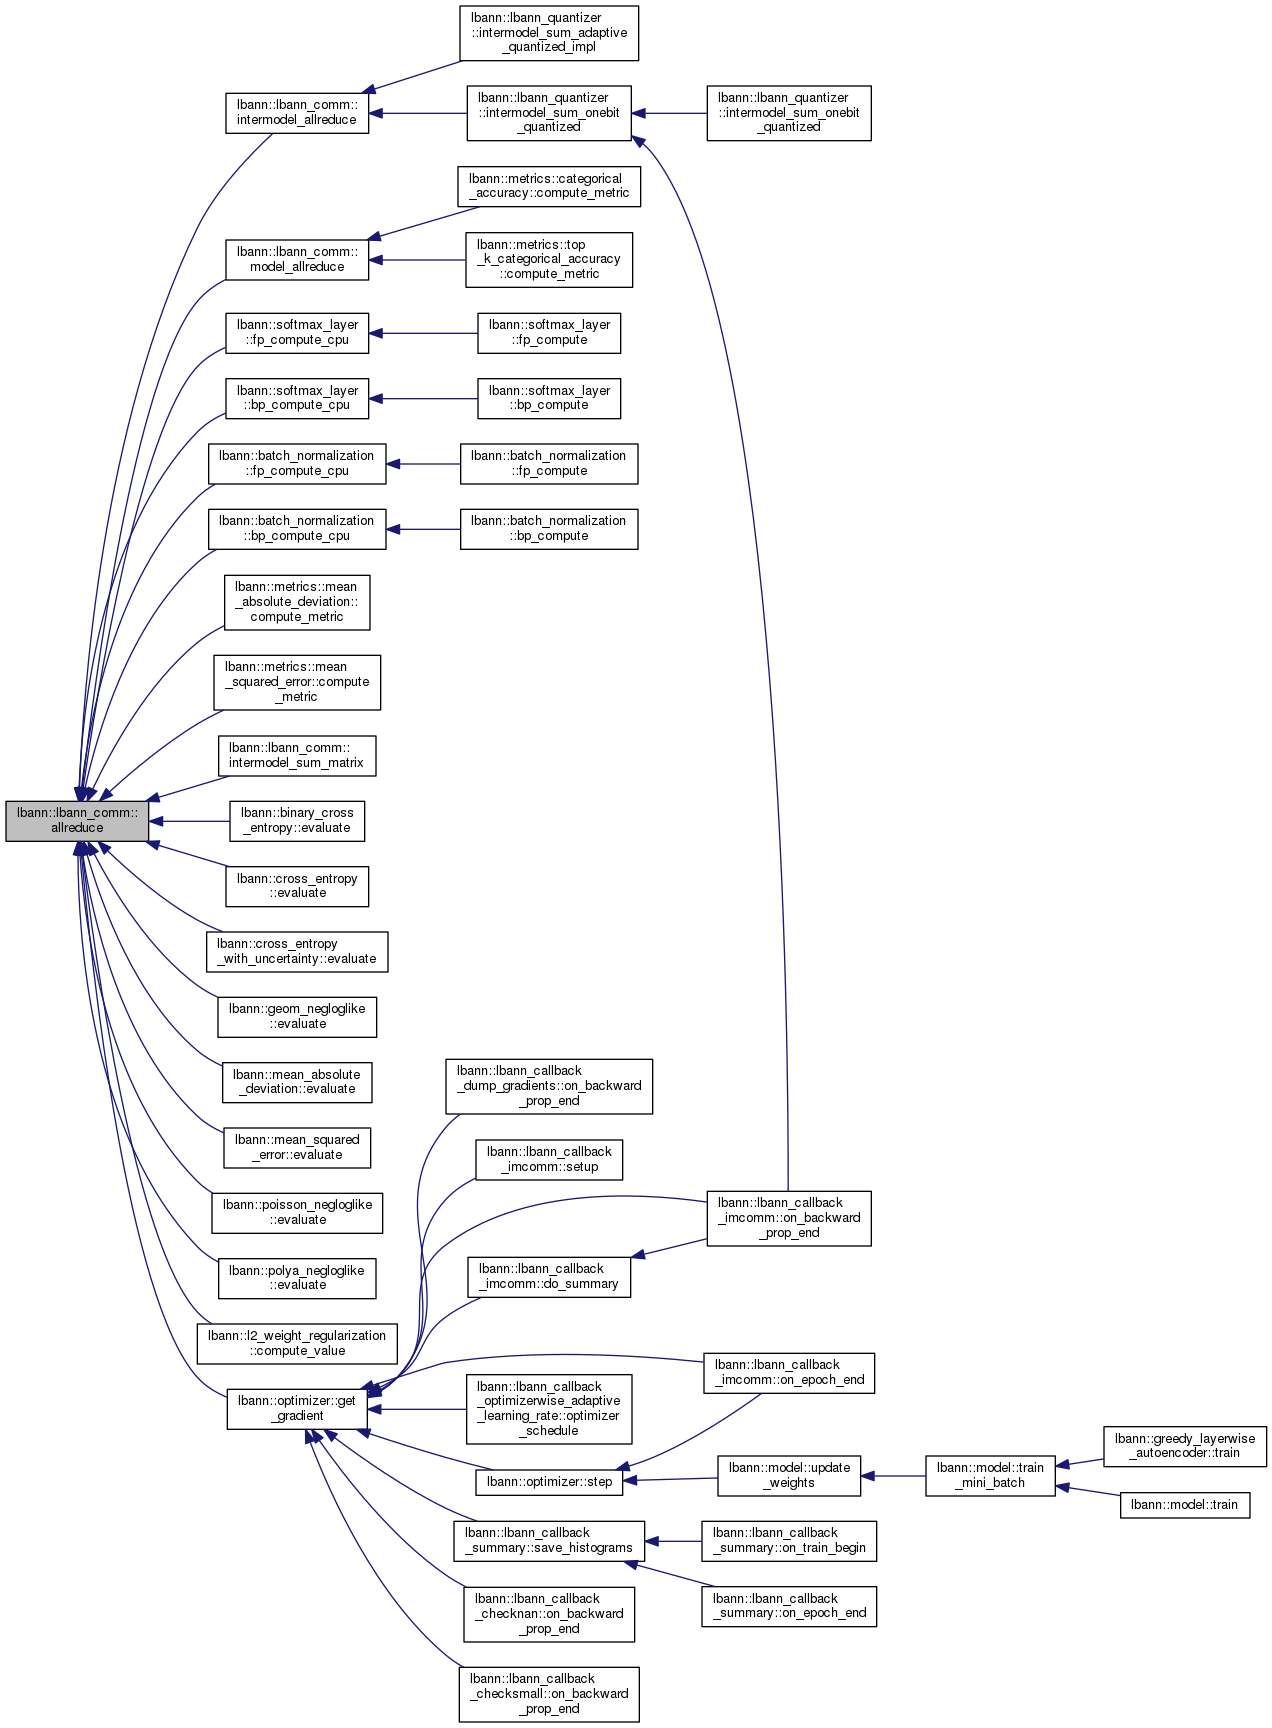 lbann::lbann_quantizer
::intermodel_sum_adaptive
_quantized_impl
lbann::lbann_comm::
intermodel_allreduce
lbann::lbann_quantizer
::intermodel_sum_onebit
_quantized
lbann::lbann_quantizer
::intermodel_sum_onebit
_quantized
lbann::metrics::categorical
_accuracy::compute_metric
lbann::lbann_comm::
model_allreduce
lbann::metrics::top
_k_categorical_accuracy
::compute_metric
lbann::softmax_layer
::fp_compute_cpu
lbann::softmax_layer
::fp_compute
lbann::softmax_layer
::bp_compute_cpu
lbann::softmax_layer
::bp_compute
lbann::batch_normalization
::fp_compute_cpu
lbann::batch_normalization
::fp_compute
lbann::batch_normalization
::bp_compute_cpu
lbann::batch_normalization
::bp_compute
lbann::metrics::mean
_absolute_deviation::
compute_metric
lbann::metrics::mean
_squared_error::compute
_metric
lbann::lbann_comm::
intermodel_sum_matrix
lbann::lbann_comm::
allreduce
lbann::binary_cross
_entropy::evaluate
lbann::cross_entropy
::evaluate
lbann::cross_entropy
_with_uncertainty::evaluate
lbann::geom_negloglike
::evaluate
lbann::mean_absolute
_deviation::evaluate
lbann::mean_squared
_error::evaluate
lbann::poisson_negloglike
::evaluate
lbann::polya_negloglike
::evaluate
lbann::l2_weight_regularization
::compute_value
lbann::optimizer::get
_gradient
lbann::lbann_callback
_dump_gradients::on_backward
_prop_end
lbann::lbann_callback
_imcomm::setup
lbann::lbann_callback
_imcomm::on_backward
_prop_end
lbann::lbann_callback
_imcomm::do_summary
lbann::lbann_callback
_imcomm::on_epoch_end
lbann::lbann_callback
_optimizerwise_adaptive
_learning_rate::optimizer
_schedule
lbann::optimizer::step
lbann::model::update
_weights
lbann::model::train
_mini_batch
lbann::greedy_layerwise
_autoencoder::train
lbann::model::train
lbann::lbann_callback
_summary::save_histograms
lbann::lbann_callback
_summary::on_train_begin
lbann::lbann_callback
_summary::on_epoch_end
lbann::lbann_callback
_checknan::on_backward
_prop_end
lbann::lbann_callback
_checksmall::on_backward
_prop_end